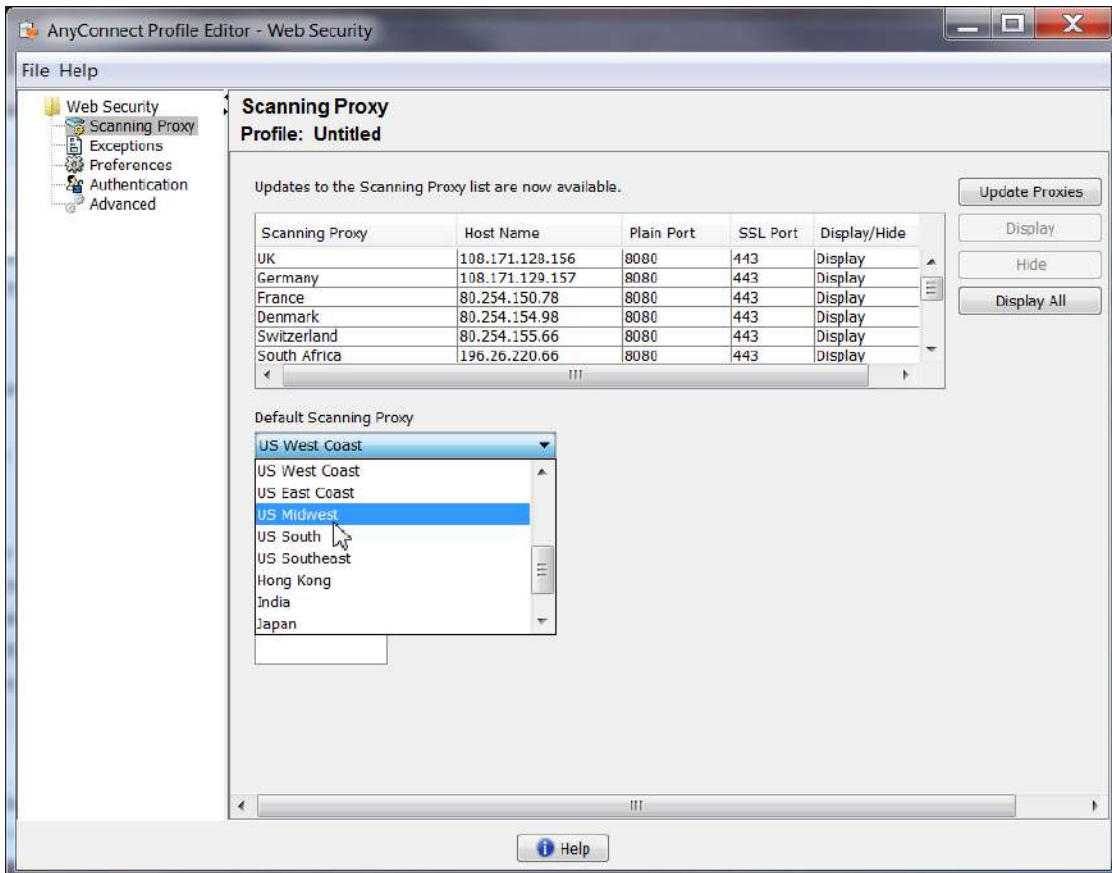 AnyConnect Profile Editor - Web Security
File Help
Web Security
Scanning Proxy
Exceptions
Preferences
Authentication
Advanced
Scanning Proxy
Profile: Untitled
Updates to the Scanning Proxy list are now available.
Update Proxies
Display
Hide
Display All
Scanning Proxy Host Name Plain Port SSL Port Display/Hide
UK 108.171.128.156 8080 443 Display
Germany 108.171.129.157 8080 443 Display
France 80.254.150.78 8080 443 Display
Denmark 80.254.154.98 8080 443 Display
Switzerland 80.254.155.66 8080 443 Display
South Africa 196.26.220.66 8080 443 Display
Default Scanning Proxy
US West Coast
US West Coast
US East Coast
US Midwest
US South
US Southeast
Hong Kong
India
Japan
Help